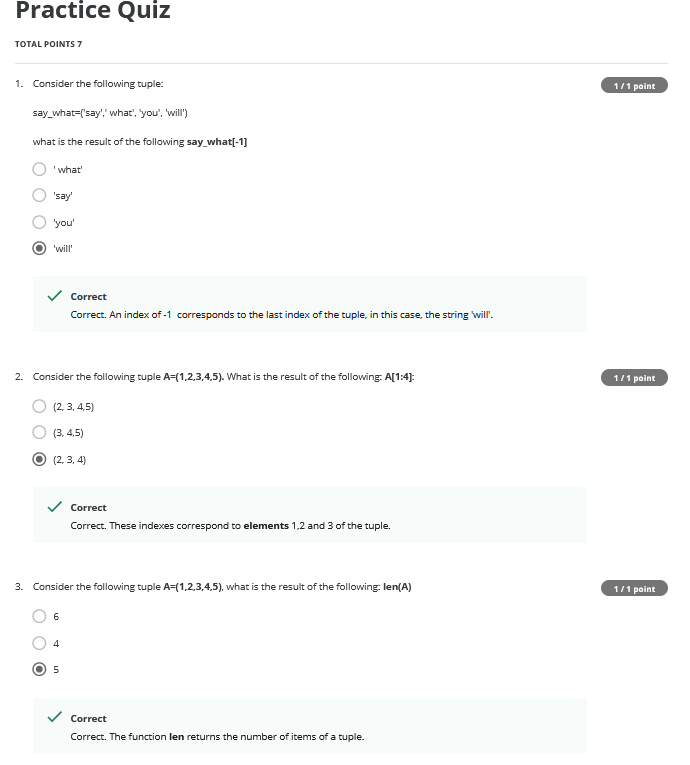 Practice Quiz
TOTAL POINTS 7
1. Consider the following tuple:
1 / 1 point
say_what=('say',' what', 'you', 'will')
what is the result of the following say_what[-1]
' what'
'say'
'you'
'will'
Correct
Correct. An index of -1 corresponds to the last index of the tuple, in this case, the string 'will'.
2. Consider the following tuple A=(1,2,3,4,5). What is the result of the following: A[1:4]:
1 / 1 point
(2, 3, 4,5)
(3, 4,5)
(2, 3, 4)
Correct
Correct. These indexes correspond to elements 1,2 and 3 of the tuple.
3. Consider the following tuple A=(1,2,3,4,5), what is the result of the following: len(A)
1 / 1 point
6
4
5
Correct
Correct. The function len returns the number of items of a tuple.